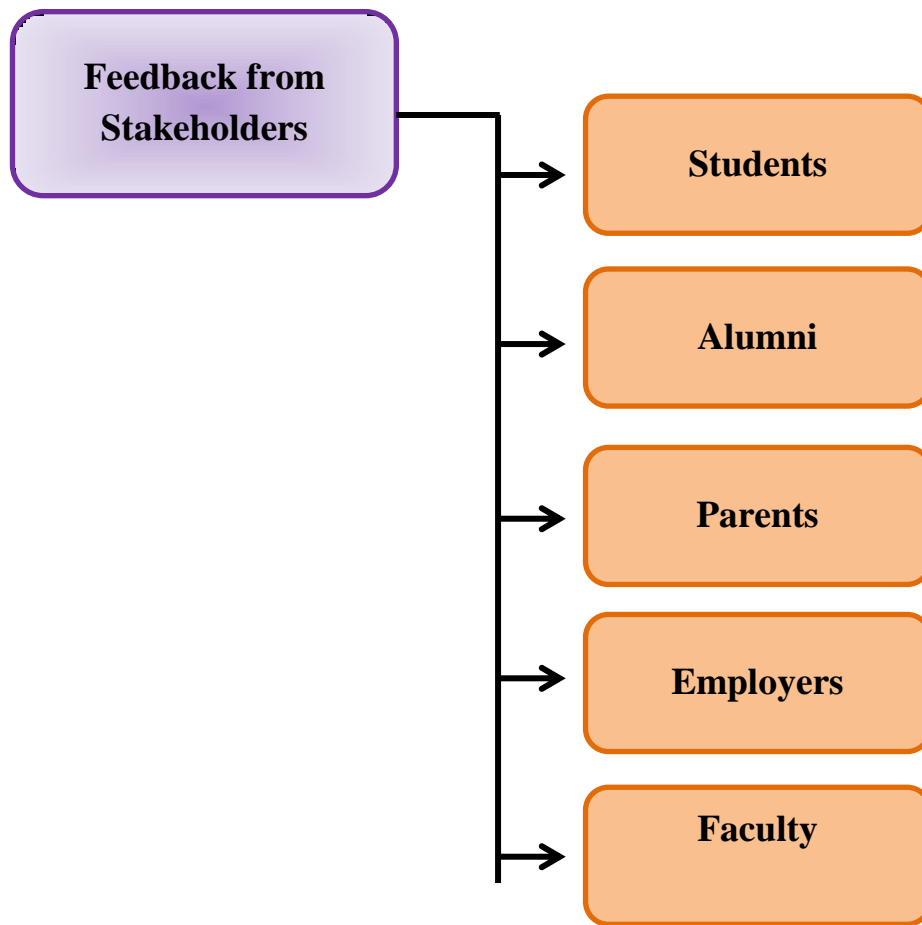 Feedback from
Stakeholders
Students
Alumni
Parents
Employers
Faculty